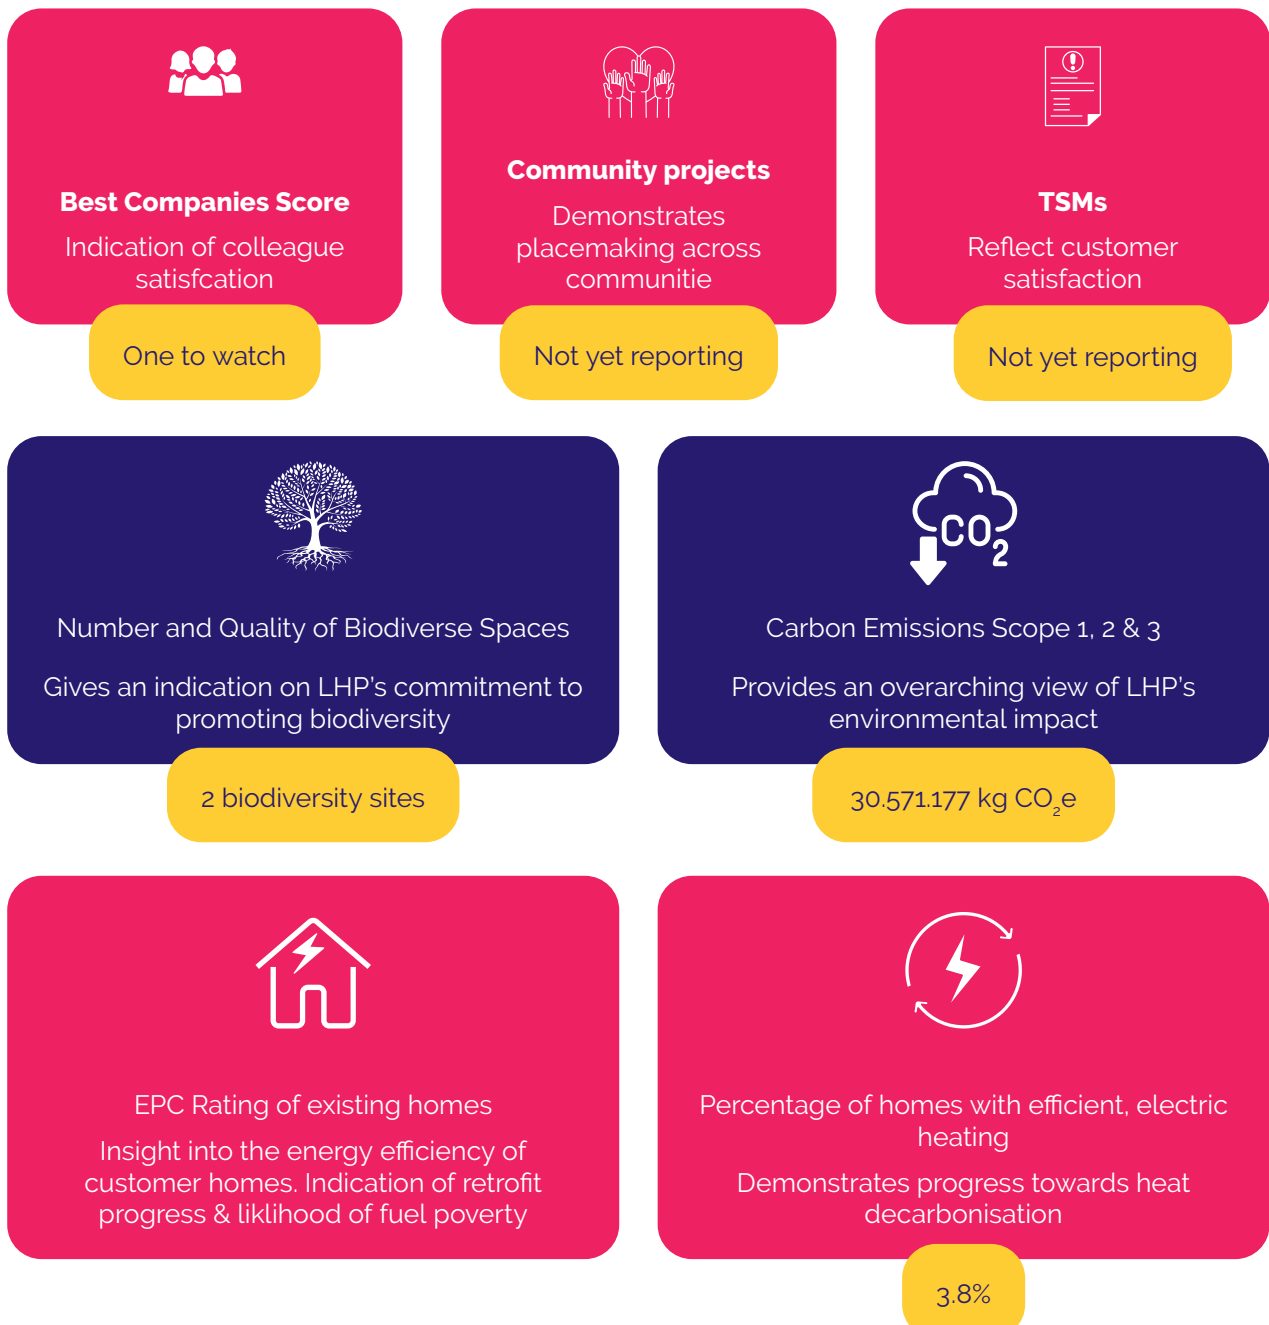 Best Companies Score
Indication of colleague
satisfcation
One to watch
Community projects
Demonstrates
placemaking across
communitie
Not yet reporting
TSMs
Reflect customer
satisfaction
Not yet reporting
Number and Quality of Biodiverse Spaces
Gives an indication on LHP's commitment to
promoting biodiversity
2 biodiversity sites
CO₂
Carbon Emissions Scope 1, 2 & 3
Provides an overarching view of LHP's
environmental impact
30.571.177 kg CO₂e
EPC Rating of existing homes
Insight into the energy efficiency of
customer homes. Indication of retrofit
progress & liklihood of fuel poverty
Percentage of homes with efficient, electric
heating
Demonstrates progress towards heat
decarbonisation
3.8%